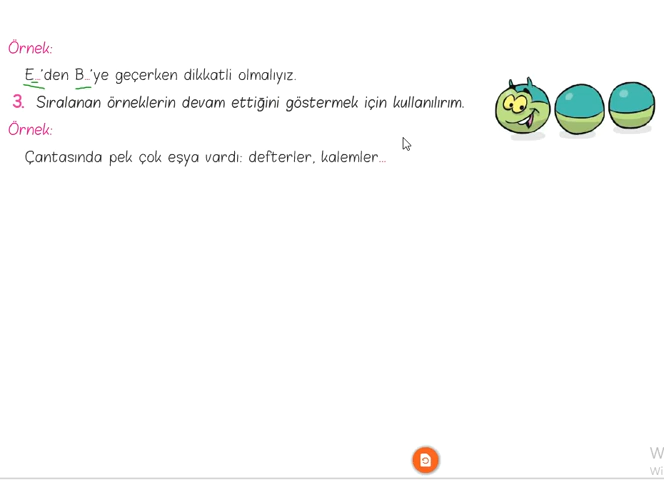 Örnek:
E...'den B...'ye geçerken dikkatli olmalıyız.
3. Sıralanan örneklerin devam ettiğini göstermek için kullanılırım.
Örnek:
Çantasında pek çok eşya vardı: defterler, kalemler...